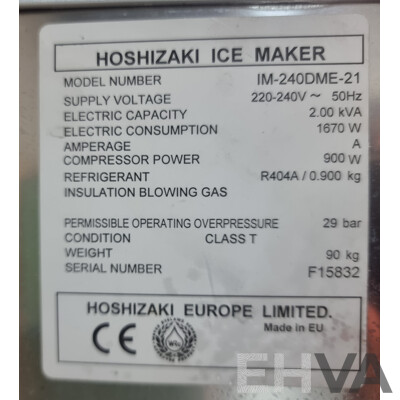 HOSHIZAKI ICE MAKER
MODEL NUMBER IM-240DME-21
SUPPLY VOLTAGE 220-240V ~ 50Hz
ELECTRIC CAPACITY 2.00 kVA
ELECTRIC CONSUMPTION 1670 W
AMPERAGE A
COMPRESSOR POWER 900 W
REFRIGERANT R404A / 0.900 kg
INSULATION BLOWING GAS
PERMISSIBLE OPERATING OVERPRESSURE 29 bar
CONDITION CLASS T
WEIGHT 90 kg
SERIAL NUMBER F15832
HOSHIZAKI EUROPE LIMITED.
Made in EU
CE
EHVA